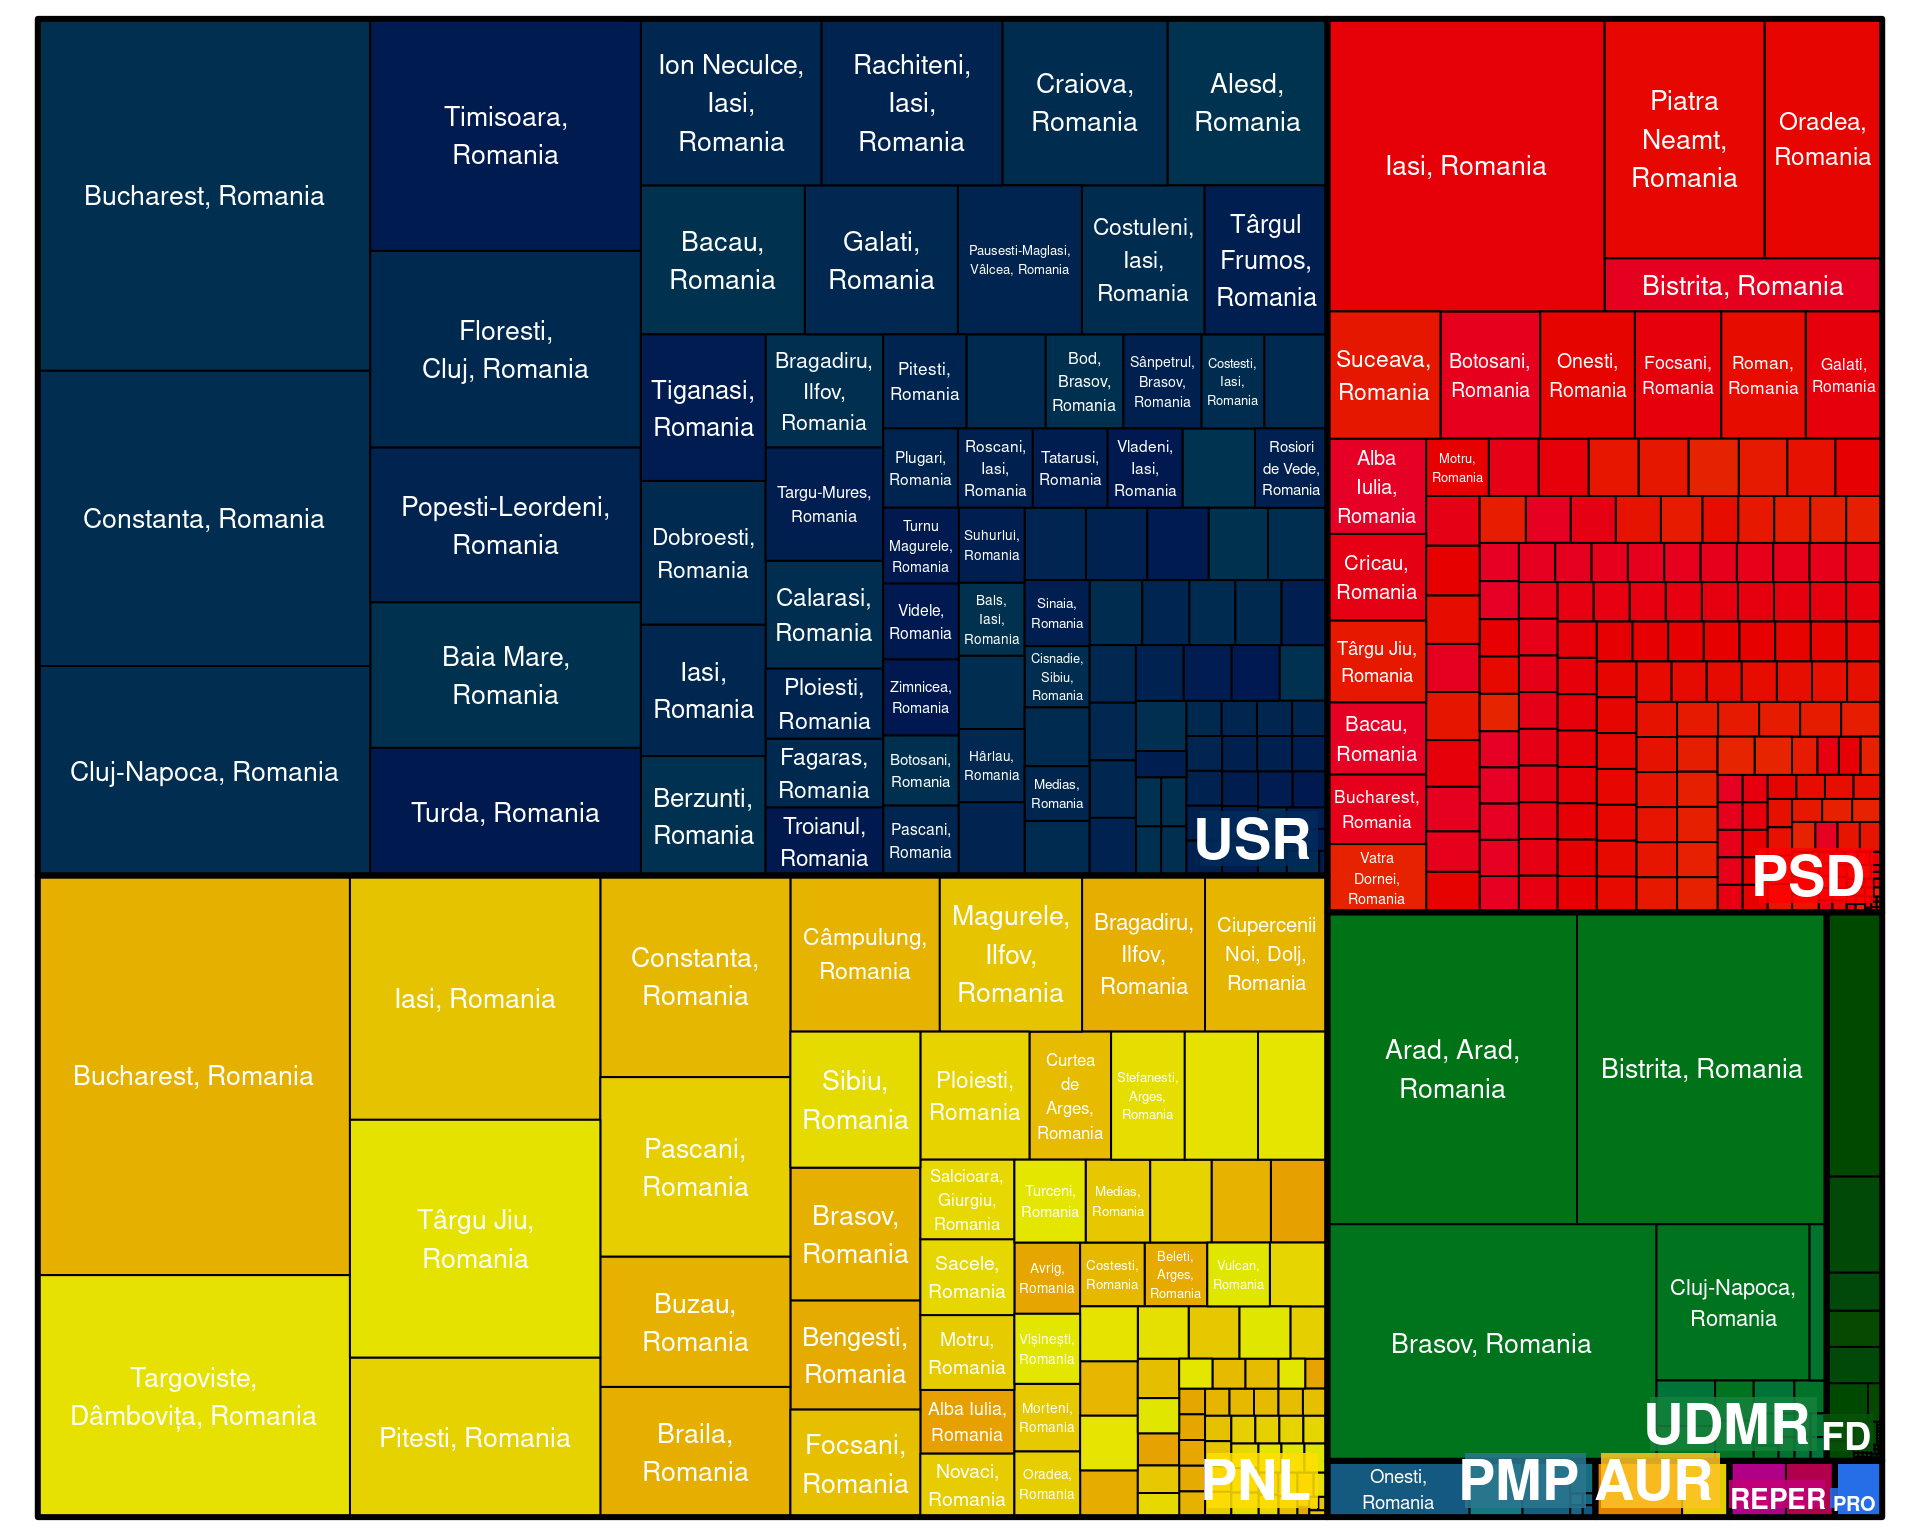 Bucharest, Romania
Constanta, Romania
Cluj-Napoca, Romania
Timisoara,
Romania
Floresti,
Cluj, Romania
Popesti-Leordeni,
Romania
Baia Mare,
Romania
Turda, Romania
Ion Neculce,
Iasi,
Romania
Rachiteni,
Iasi,
Romania
Craiova,
Romania
Alesd,
Romania
Bacau,
Romania
Galati,
Romania
Pausesti-Maglasi,
Vâlcea, Romania
Costuleni,
Iasi,
Romania
Târgul
Frumos,
Romania
Tiganasi,
Romania
Dobroesti,
Romania
Iasi,
Romania
Berzunti,
Romania
Bragadiru,
Ilfov,
Romania
Targu-Mures,
Romania
Calarasi,
Romania
Ploiesti,
Romania
Fagaras,
Romania
Troianul,
Romania
Pitesti,
Romania
Bod,
Brasov,
Romania
Sânpetrul,
Brasov,
Romania
Costesti,
Iasi,
Romania
Plugari,
Romania
Roscani,
Iasi,
Romania
Tatarusi,
Romania
Vladeni,
Iasi,
Romania
Rosiori
de Vede,
Romania
Turnu
Magurele,
Romania
Videle,
Romania
Zimnicea,
Romania
Botosani,
Romania
Pascani,
Romania
Suhurlui,
Romania
Bals,
Iasi,
Romania
Hârlau,
Romania
Sinaia,
Romania
Cisnadie,
Sibiu,
Romania
Medias,
Romania
USR
Iasi, Romania
Piatra
Neamt,
Romania
Oradea,
Romania
Bistrita, Romania
Suceava,
Romania
Botosani,
Romania
Onesti,
Romania
Focsani,
Romania
Roman,
Romania
Galati,
Romania
Alba
Iulia,
Romania
Motru,
Romania
Cricau,
Romania
Târgu Jiu,
Romania
Bacau,
Romania
Bucharest,
Romania
Vatra
Dornei,
Romania
PSD
Bucharest, Romania
Targoviste,
Dâmbovița, Romania
Iasi, Romania
Târgu Jiu,
Romania
Pitesti, Romania
Constanta,
Romania
Pascani,
Romania
Buzau,
Romania
Braila,
Romania
Câmpulung,
Romania
Magurele,
Ilfov,
Romania
Bragadiru,
Ilfov,
Romania
Ciupercenii
Noi, Dolj,
Romania
Sibiu,
Romania
Brasov,
Romania
Bengesti,
Romania
Focsani,
Romania
Ploiesti,
Romania
Curtea
de
Arges,
Romania
Stefanesti,
Arges,
Romania
Salcioara,
Giurgiu,
Romania
Turceni,
Romania
Medias,
Romania
Sacele,
Romania
Avrig,
Romania
Costesti,
Romania
Beleti,
Arges,
Romania
Vulcan,
Romania
Motru,
Romania
Vișinești,
Romania
Alba Iulia,
Romania
Morteni,
Romania
Novaci,
Romania
Oradea,
Romania
PNL
Arad, Arad,
Romania
Bistrita, Romania
Brasov, Romania
Cluj-Napoca,
Romania
UDMR
FD
Onesti,
Romania
PMP
AUR
REPER
PRO